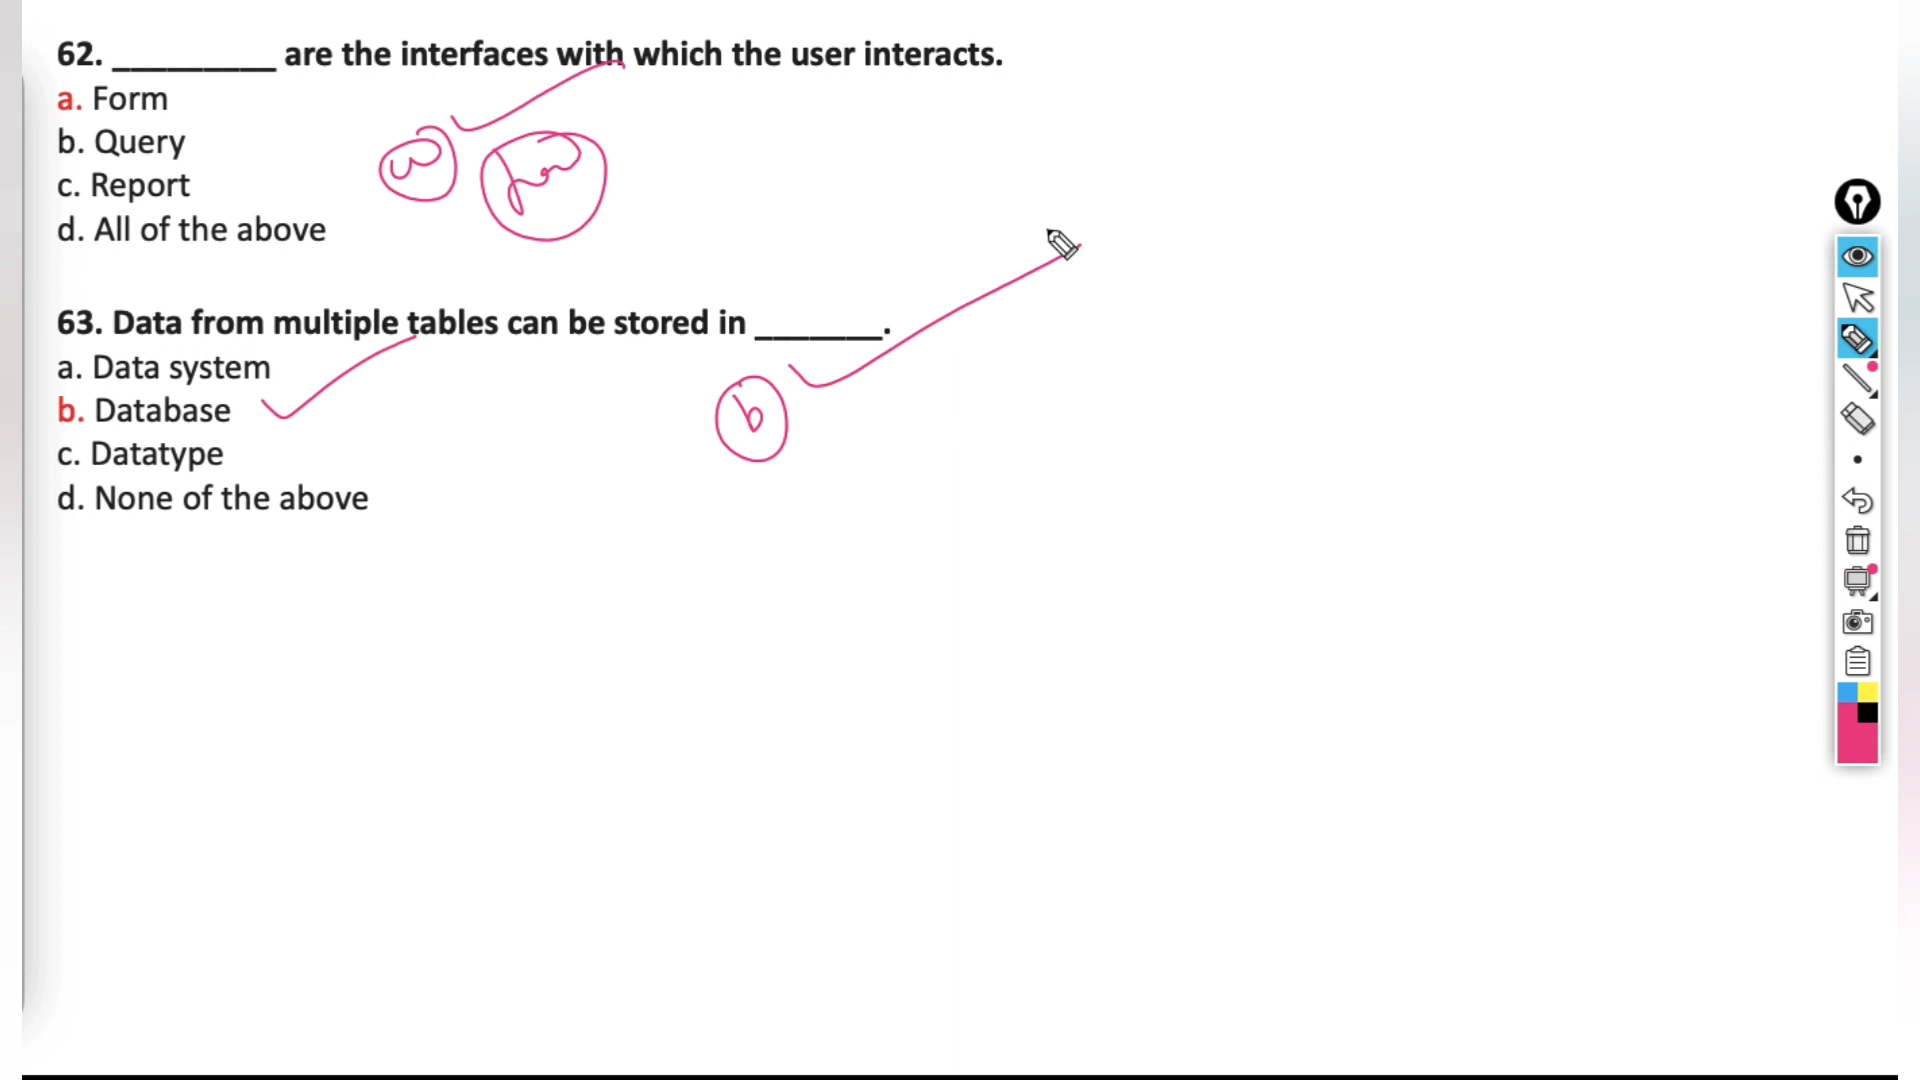 62. _________ are the interfaces with which the user interacts.
a. Form
b. Query
c. Report
d. All of the above
63. Data from multiple tables can be stored in _______.
a. Data system
b. Database
b
c. Datatype
d. None of the above